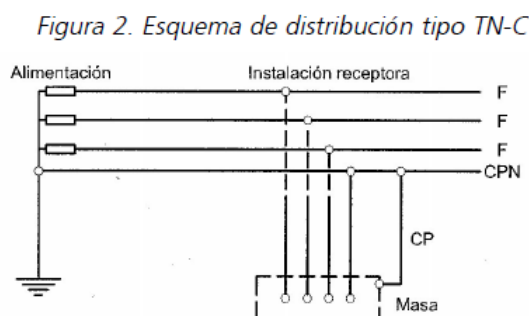 Figura 2. Esquema de distribución tipo TN-C
Alimentación
Instalación receptora
F
F
F
CPN
CP
Masa